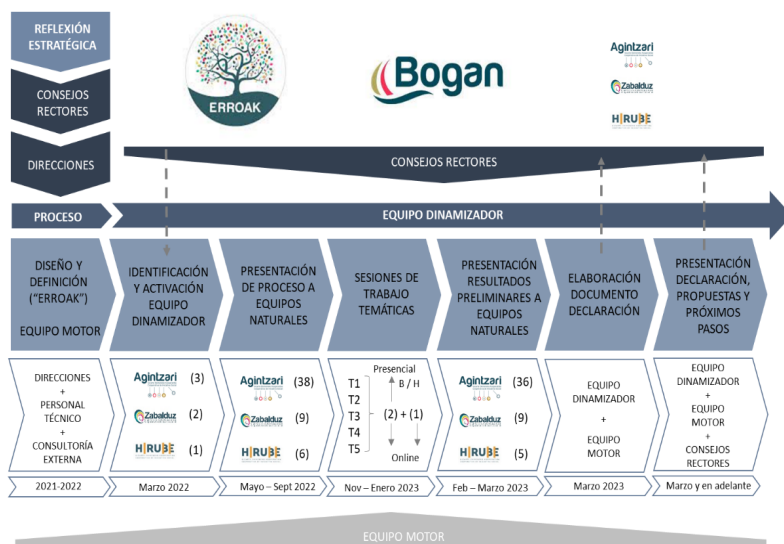 REFLEXIÓN
ESTRATÉGICA
CONSEJOS
RECTORES
DIRECCIONES
ERROAK
Bogan
Agintzari
Zabalduz
HIRUBE
CONSEJOS RECTORES
PROCESO
EQUIPO DINAMIZADOR
DISEÑO Y
DEFINICIÓN
("ERROAK")
EQUIPO MOTOR
IDENTIFICACIÓN
Y ACTIVACIÓN
EQUIPO
DINAMIZADOR
PRESENTACIÓN
DE PROCESO A
EQUIPOS
NATURALES
SESIONES DE
TRABAJO
TEMÁTICAS
PRESENTACIÓN
RESULTADOS
PRELIMINARES A
EQUIPOS
NATURALES
ELABORACIÓN
DOCUMENTO
DECLARACIÓN
PRESENTACIÓN
DECLARACIÓN,
PROPUESTAS Y
PRÓXIMOS
PASOS
DIRECCIONES
+
PERSONAL
TÉCNICO
+
CONSULTORÍA
EXTERNA
Agintzari (3)
Zabalduz (2)
HIRUBE (1)
Agintzari (38)
Zabalduz (9)
HIRUBE (6)
Presencial
B / H
T1
T2
T3 (2) + (1)
T4
T5
Online
Agintzari (36)
Zabalduz (9)
HIRUBE (5)
EQUIPO
DINAMIZADOR
+
EQUIPO
MOTOR
EQUIPO
DINAMIZADOR
+
EQUIPO
MOTOR
+
CONSEJOS
RECTORES
2021-2022
Marzo 2022
Mayo – Sept 2022
Nov – Enero 2023
Feb – Marzo 2023
Marzo 2023
Marzo y en adelante
EQUIPO MOTOR